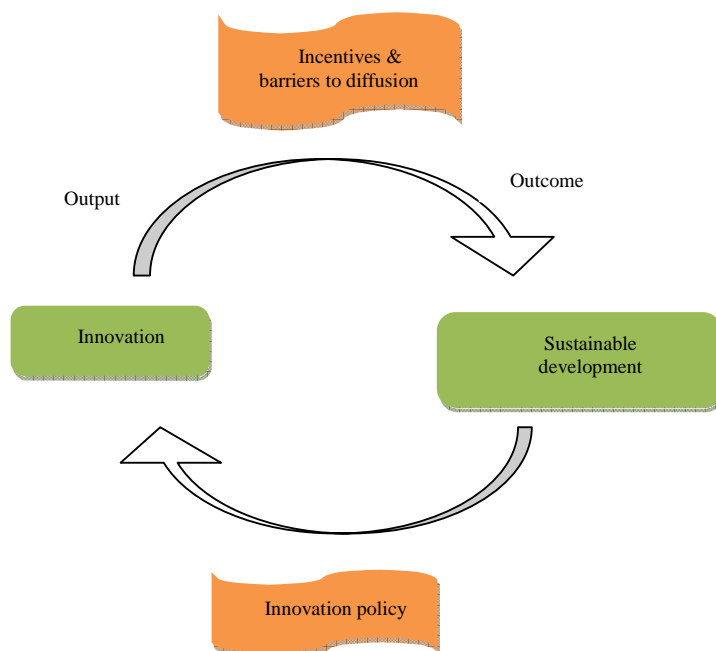 Incentives &
barriers to diffusion
Output
Outcome
Innovation
Sustainable
development
Innovation policy